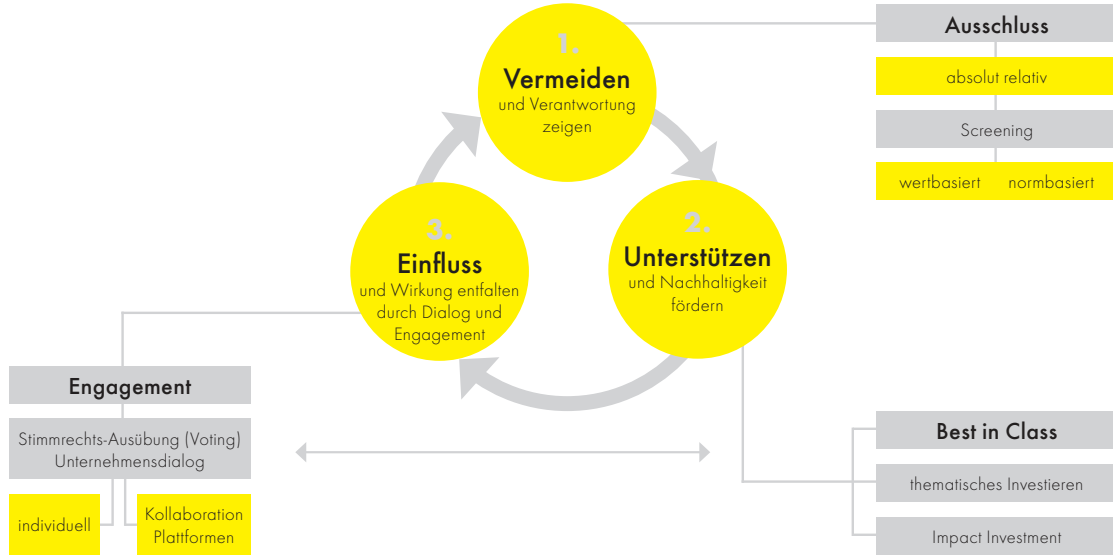 1.
Vermeiden
und Verantwortung
zeigen
2.
Unterstützen
und Nachhaltigkeit
fördern
3.
Einfluss
und Wirkung entfalten
durch Dialog und
Engagement
Ausschluss
absolut relativ
Screening
wertbasiert normbasiert
Engagement
Stimmrechts-Ausübung (Voting)
Unternehmensdialog
individuell
Kollaboration
Plattformen
Best in Class
thematisches Investieren
Impact Investment